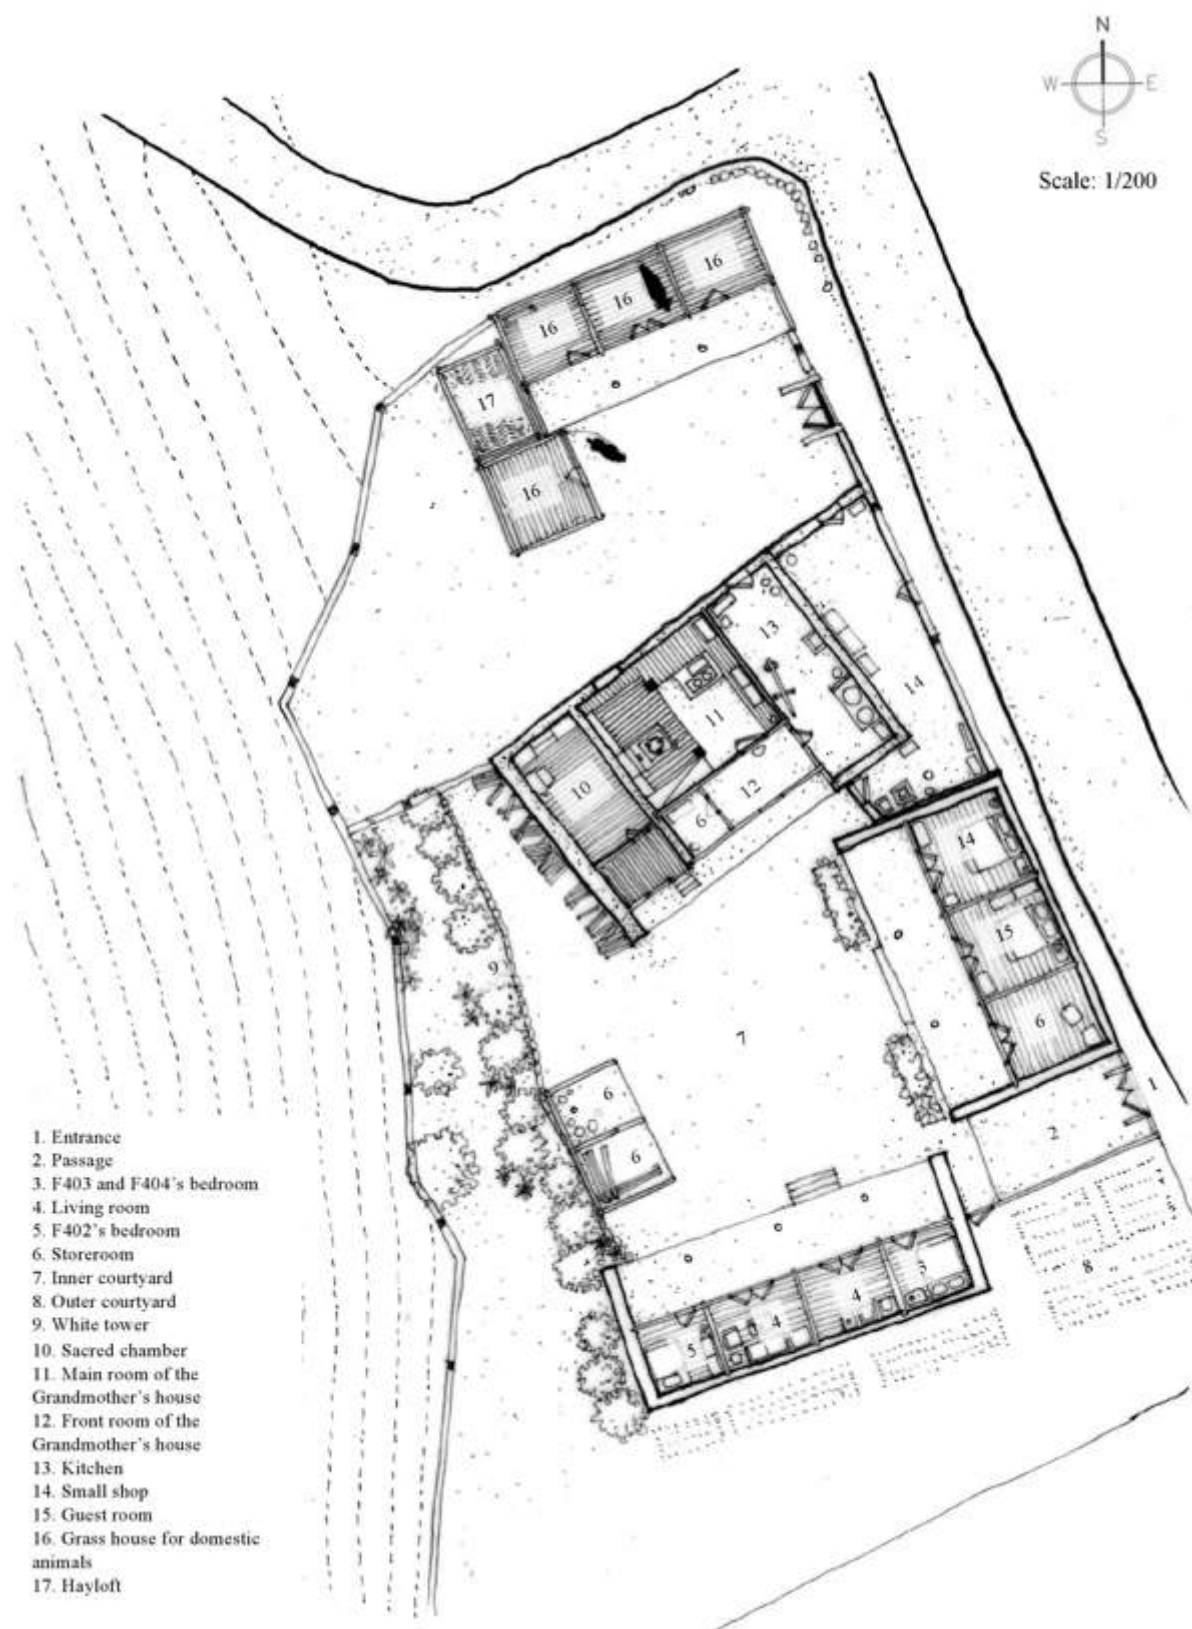 N
W E
S
Scale: 1/200
16
16
16
17
16
13
14
11
10
12
6
14
15
9
6
7
6
1
2
6
8
3
4
4
5
1. Entrance
2. Passage
3. F403 and F404's bedroom
4. Living room
5. F402's bedroom
6. Storeroom
7. Inner courtyard
8. Outer courtyard
9. White tower
10. Sacred chamber
11. Main room of the
Grandmother's house
12. Front room of the
Grandmother's house
13. Kitchen
14. Small shop
15. Guest room
16. Grass house for domestic
animals
17. Hayloft